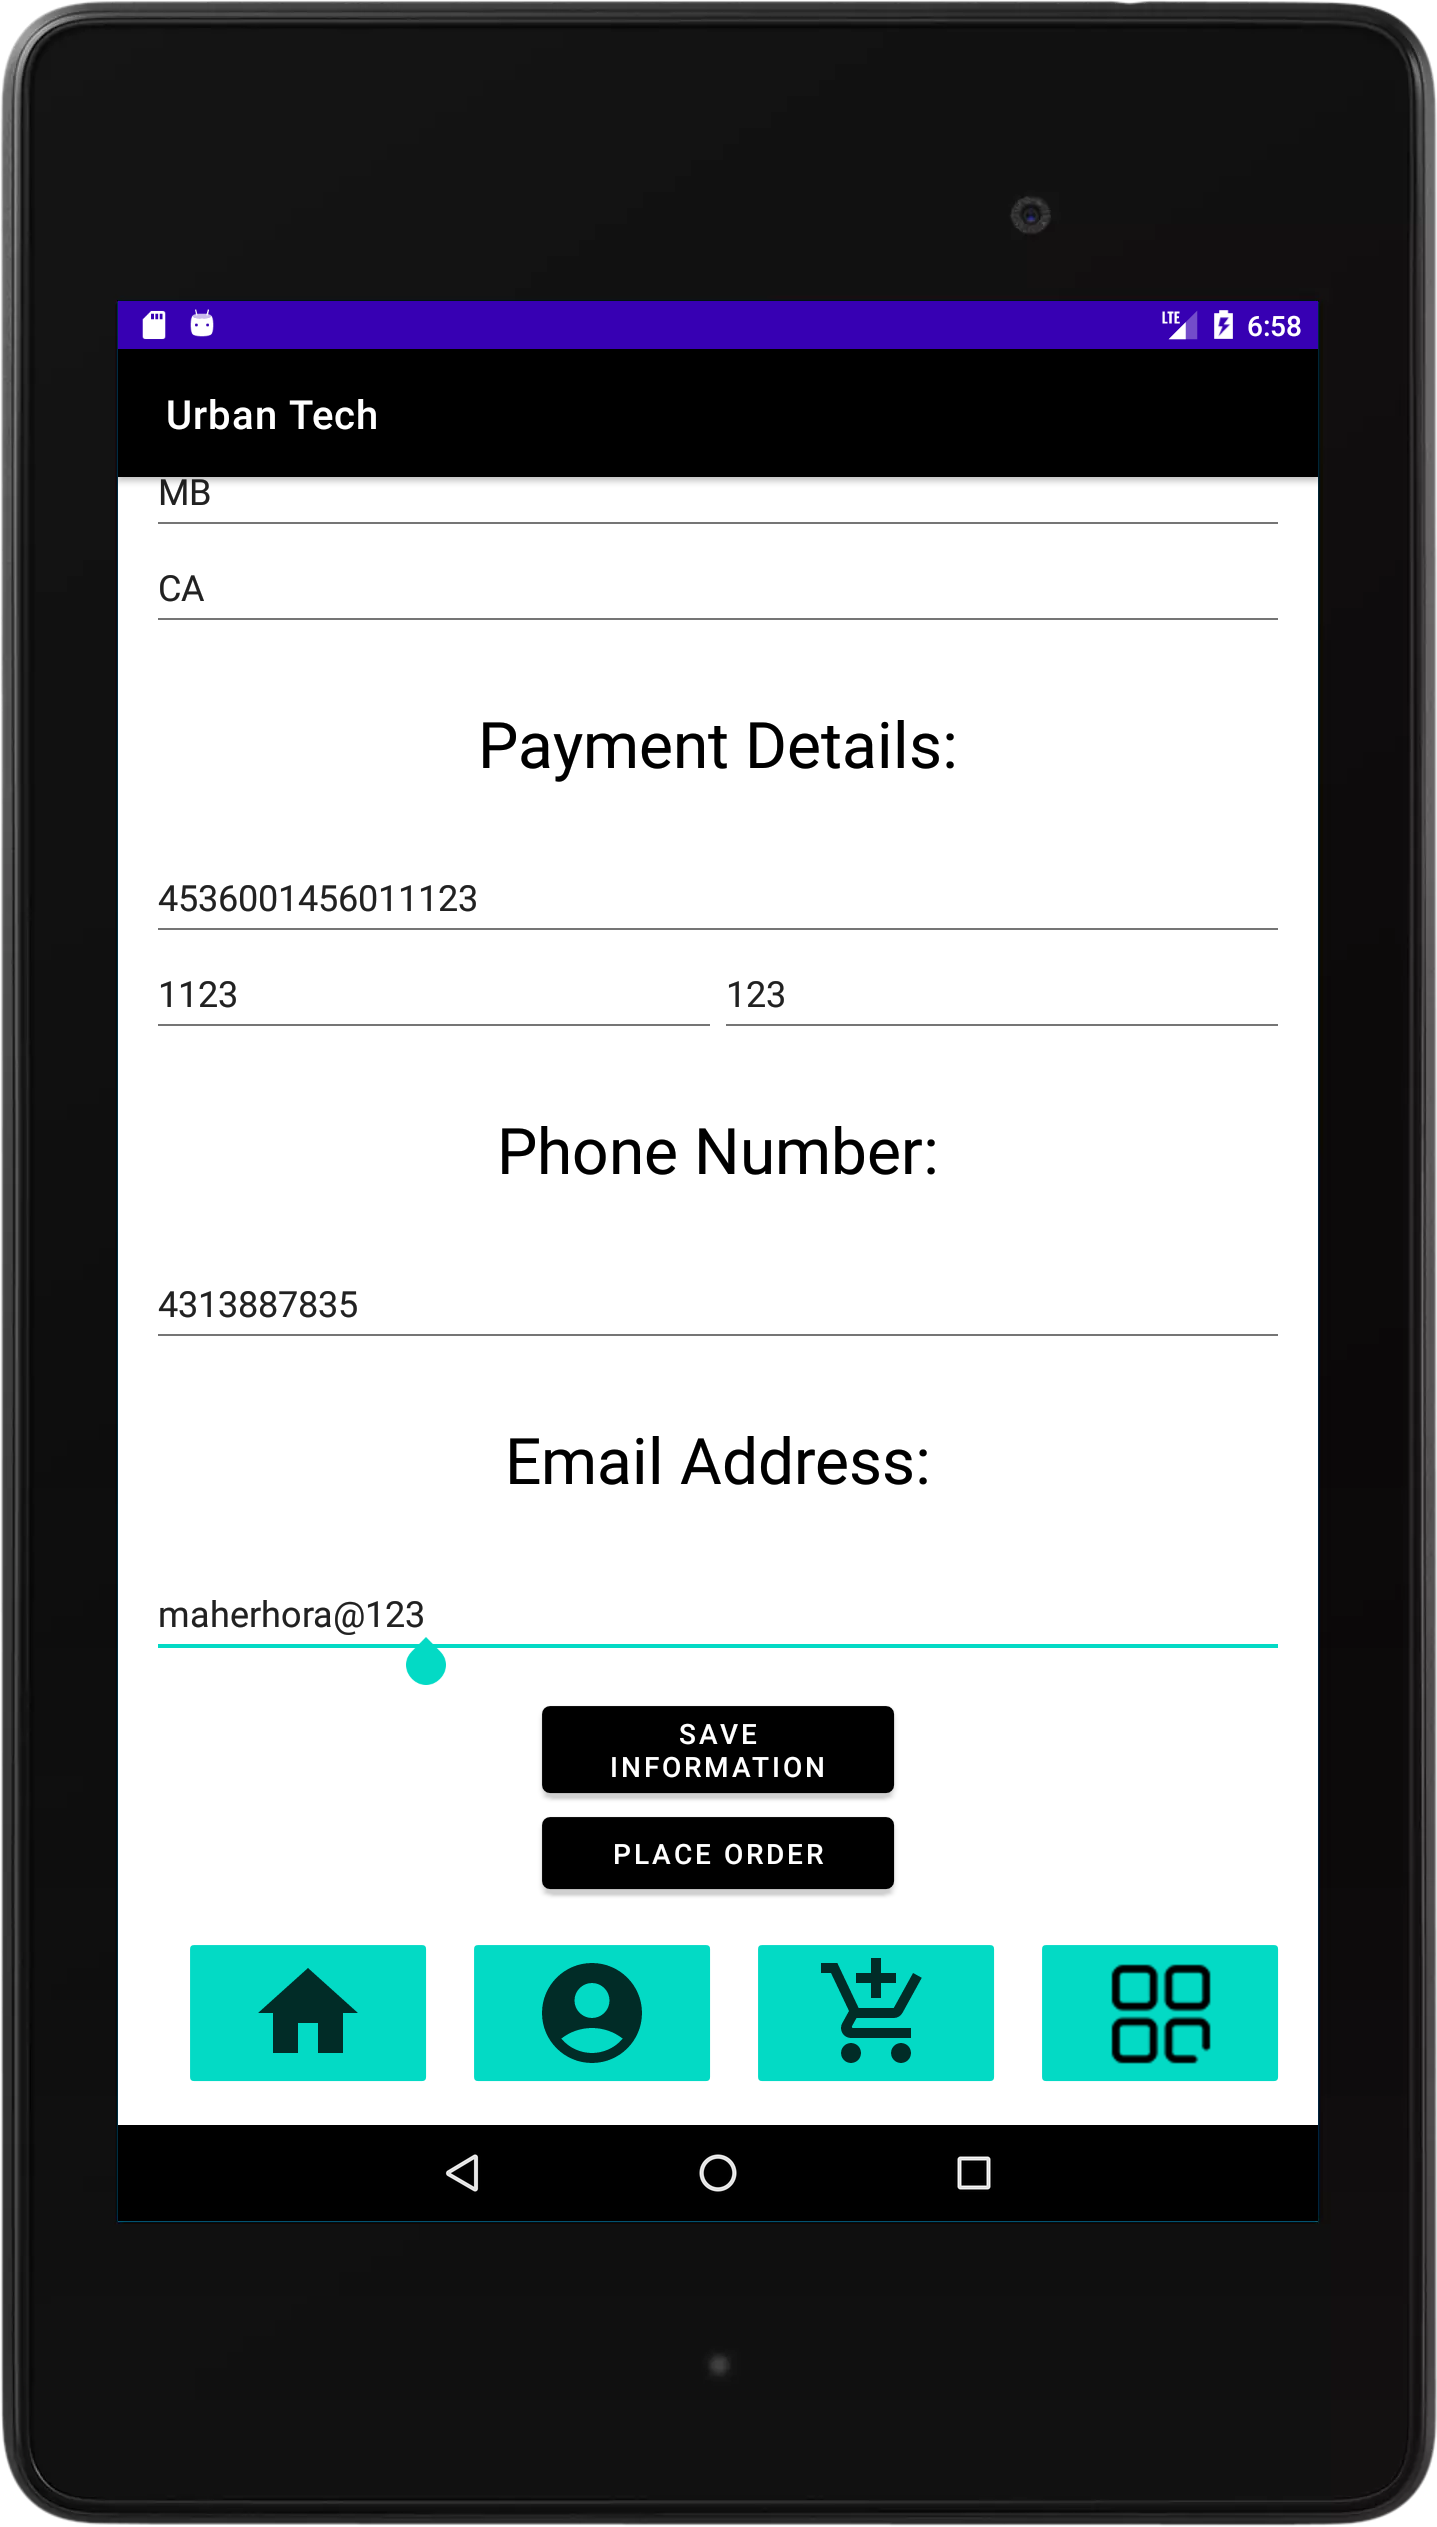 LTE 6:58
Urban Tech
MB
CA
Payment Details:
4536001456011123
1123 123
Phone Number:
4313887835
Email Address:
maherhora@123
SAVE
INFORMATION
PLACE ORDER